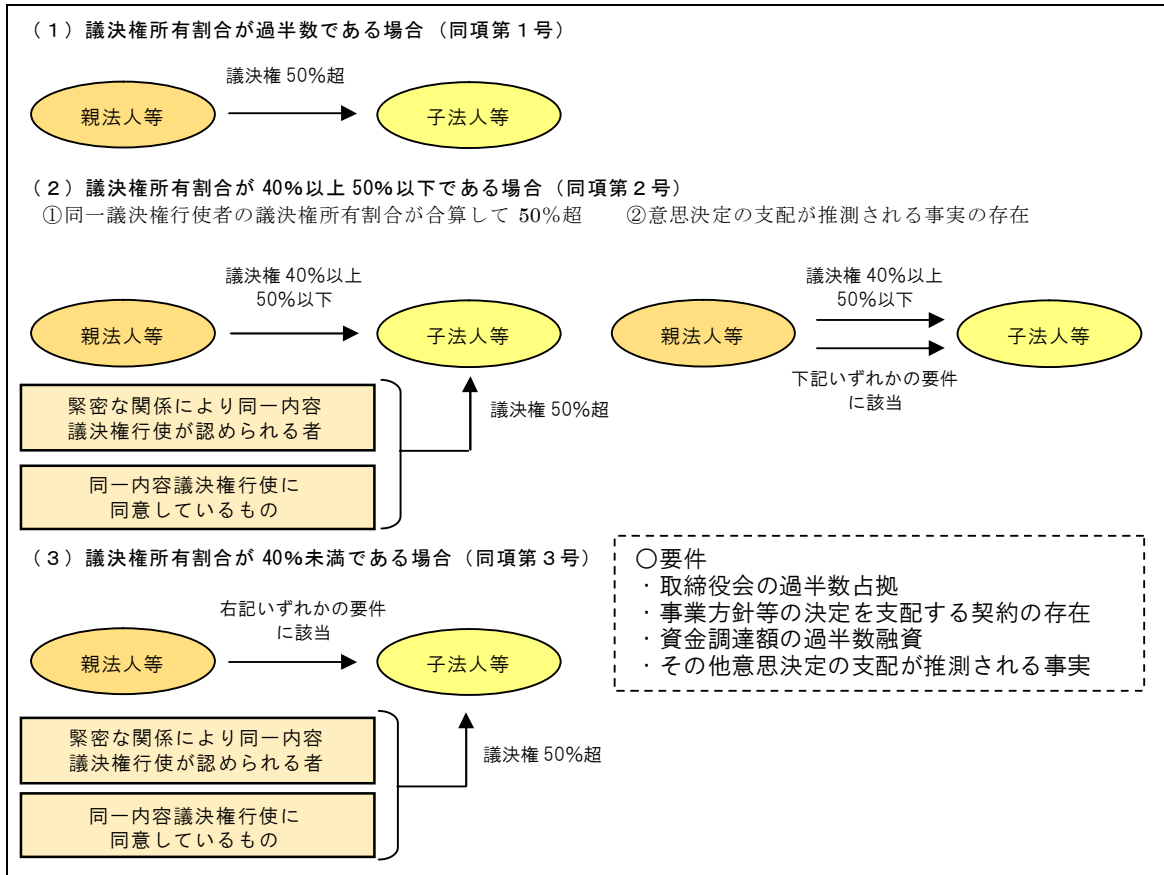 （１）議決権所有割合が過半数である場合（同項第１号）
議決権 50％超
親法人等
子法人等
（２）議決権所有割合が 40％以上 50％以下である場合（同項第２号）
①同一議決権行使者の議決権所有割合が合算して 50％超　②意思決定の支配が推測される事実の存在
議決権 40％以上
50％以下
親法人等
子法人等
緊密な関係により同一内容
議決権行使が認められる者
同一内容議決権行使に
同意しているもの
議決権 50％超
議決権 40％以上
50％以下
親法人等
子法人等
下記いずれかの要件
に該当
（３）議決権所有割合が 40％未満である場合（同項第３号）
右記いずれかの要件
に該当
親法人等
子法人等
緊密な関係により同一内容
議決権行使が認められる者
同一内容議決権行使に
同意しているもの
議決権 50％超
○要件
・取締役会の過半数占拠
・事業方針等の決定を支配する契約の存在
・資金調達額の過半数融資
・その他意思決定の支配が推測される事実